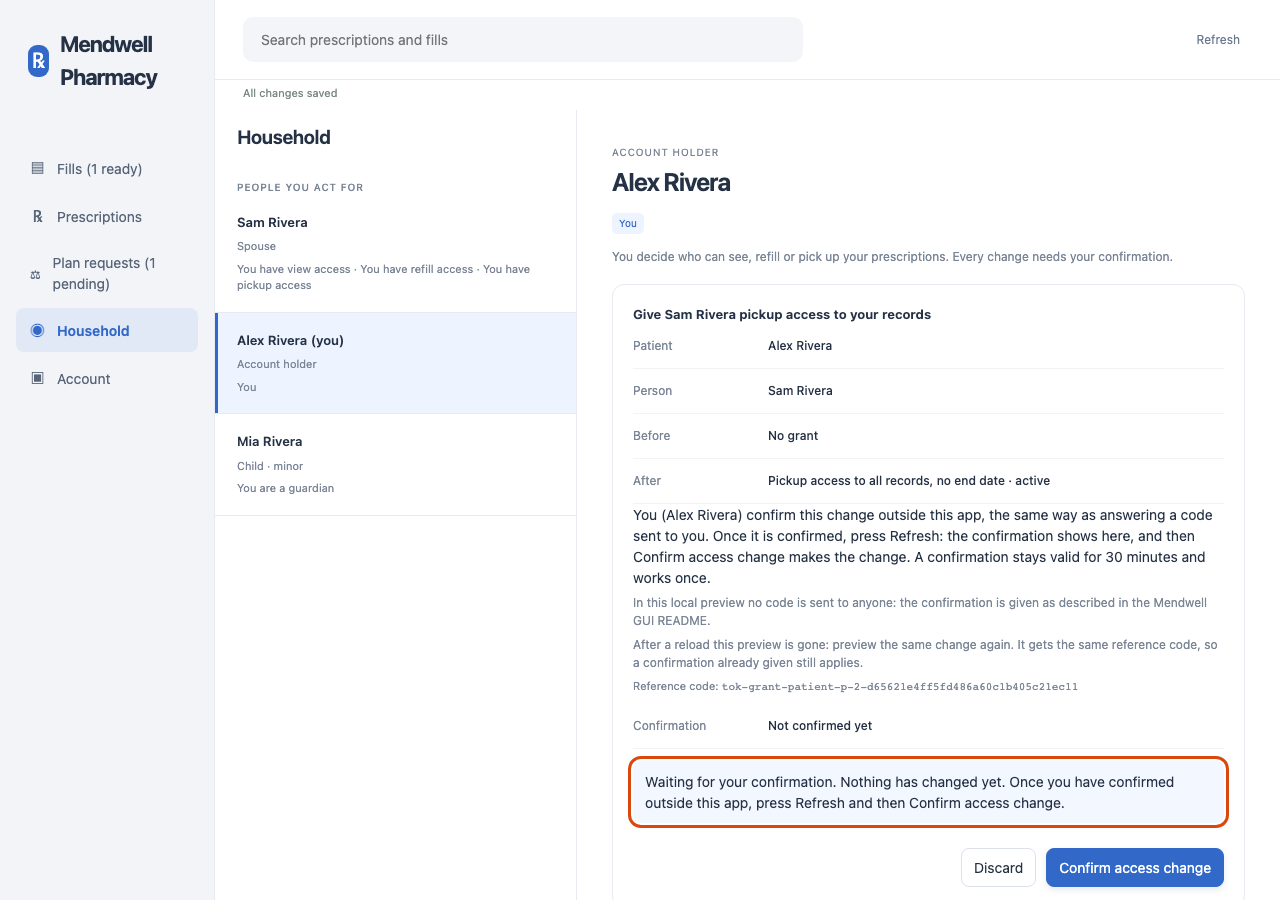 Mendwell
Pharmacy
Search prescriptions and fills
Refresh
All changes saved
Fills (1 ready)
Prescriptions
Plan requests (1
pending)
Household
Account
Household
PEOPLE YOU ACT FOR
Sam Rivera
Spouse
You have view access · You have refill access · You have
pickup access
Alex Rivera (you)
Account holder
You
Mia Rivera
Child · minor
You are a guardian
ACCOUNT HOLDER
Alex Rivera
You
You decide who can see, refill or pick up your prescriptions. Every change needs your confirmation.
Give Sam Rivera pickup access to your records
Patient Alex Rivera
Person Sam Rivera
Before No grant
After Pickup access to all records, no end date · active
You (Alex Rivera) confirm this change outside this app, the same way as answering a code
sent to you. Once it is confirmed, press Refresh: the confirmation shows here, and then
Confirm access change makes the change. A confirmation stays valid for 30 minutes and
works once.
In this local preview no code is sent to anyone: the confirmation is given as described in the Mendwell
GUI README.
After a reload this preview is gone: preview the same change again. It gets the same reference code, so
a confirmation already given still applies.
Reference code: tok-grant-patient-p-2-d65621e4ff5fd486a60c1b405c21ec11
Confirmation Not confirmed yet
Waiting for your confirmation. Nothing has changed yet. Once you have confirmed
outside this app, press Refresh and then Confirm access change.
Discard
Confirm access change